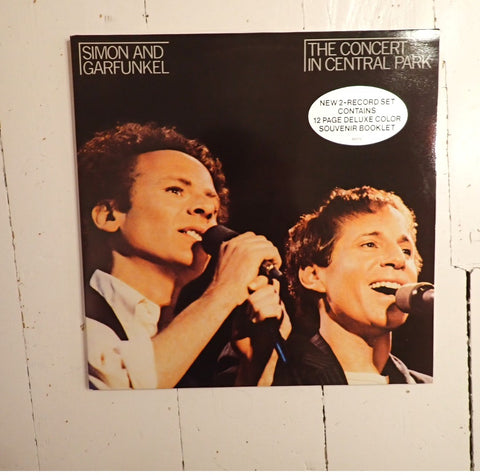 SIMON AND
GARFUNKEL
THE CONCERT
IN CENTRAL PARK
NEW 2-RECORD SET
CONTAINS
12 PAGE DELUXE COLOR
SOUVENIR BOOKLET